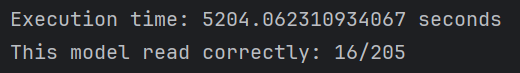 Execution time: 5204.062310934067 seconds
This model read correctly: 16/205